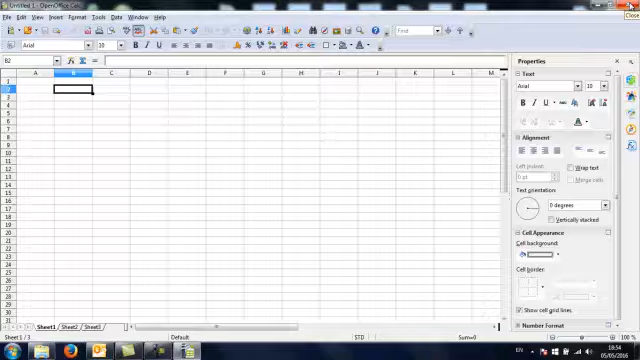 Untitled 1 - OpenOffice Calc
File Edit View Insert Format Tools Data Window Help
Close
Find
Arial 10
B2
Properties
A B C D E F G H I J K L M
1
2
3
4
5
6
7
8
9
10
11
12
13
14
15
16
17
18
19
20
21
22
23
24
25
26
27
28
29
30
31
Text
Arial 10
B I U
Alignment
Left indent:
0 pt
Wrap text
Merge cells
Text orientation:
0 degrees
Vertically stacked
Cell Appearance
Cell background:
Cell border:
Show cell grid lines
Number Format
Sheet1 Sheet2 Sheet3
Sheet 1 / 3 Default STD Sum=0 100 %
EN
18:54
05/05/2016